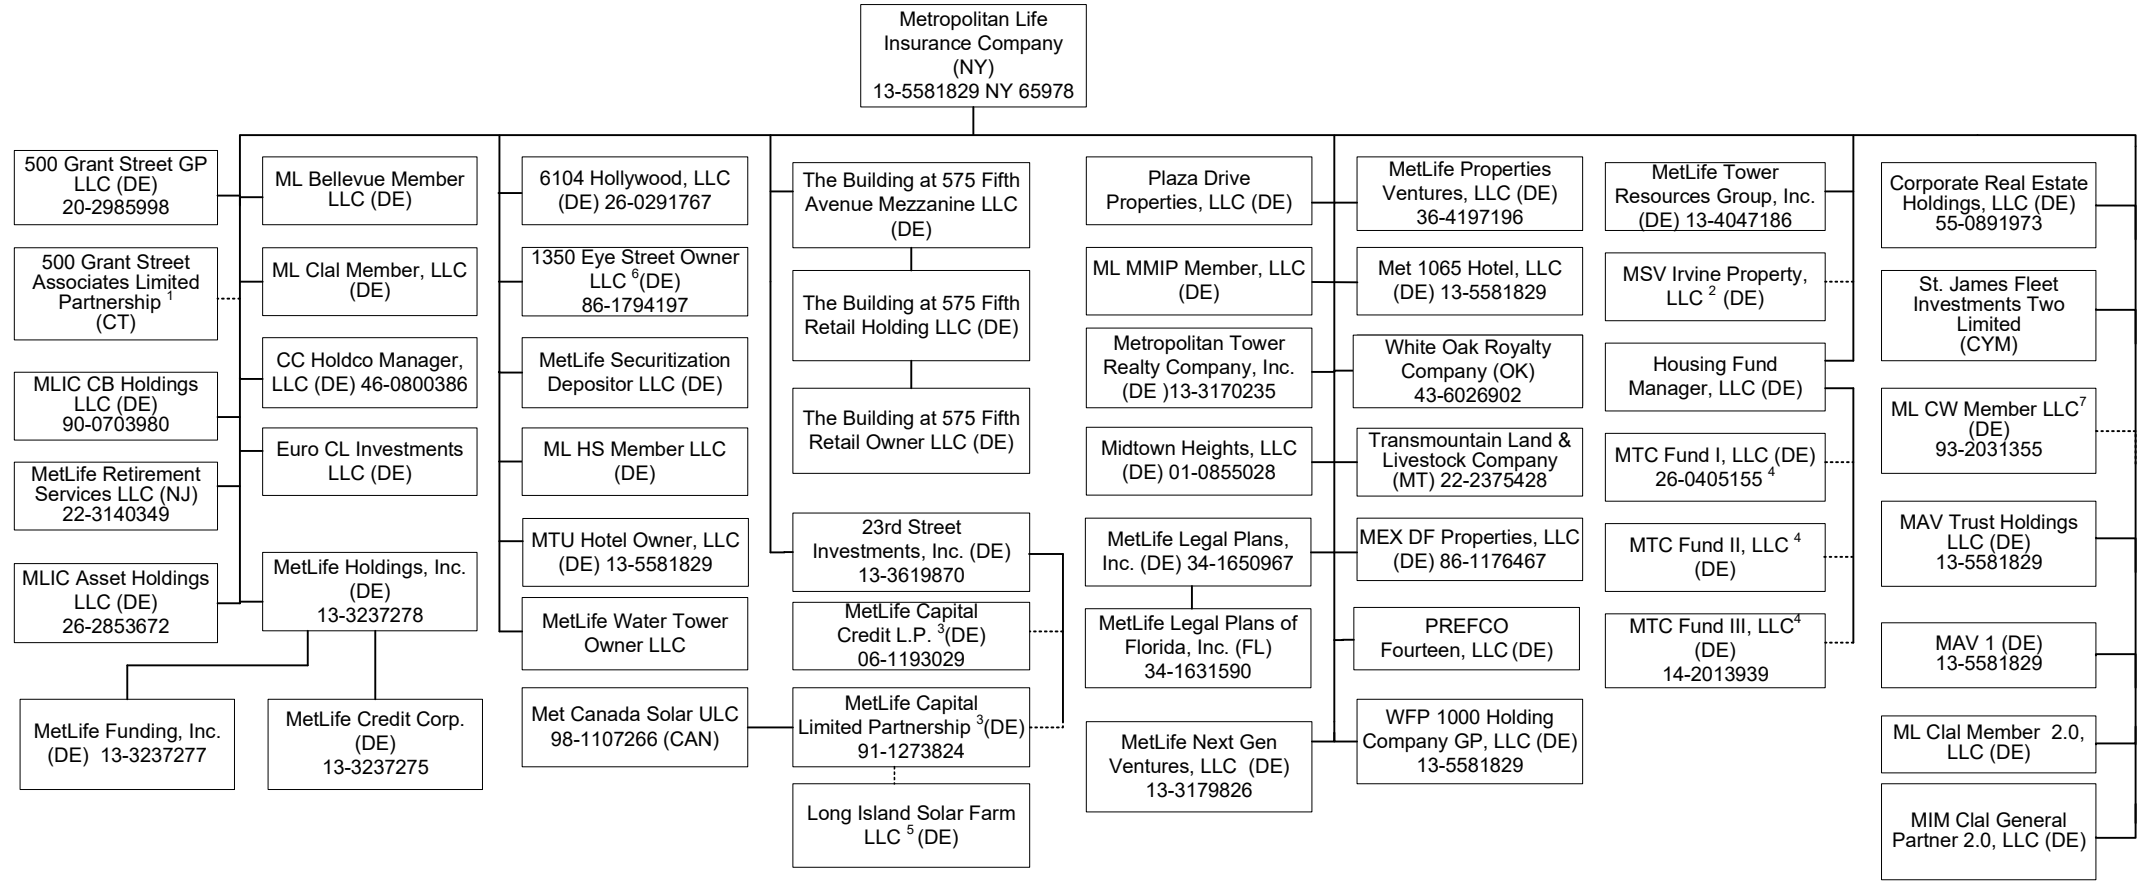 Metropolitan Life
Insurance Company
(NY)
13-5581829 NY 65978
500 Grant Street GP
LLC (DE)
20-2985998
500 Grant Street
Associates Limited
Partnership 1
(CT)
MLIC CB Holdings
LLC (DE)
90-0703980
MetLife Retirement
Services LLC (NJ)
22-3140349
MLIC Asset Holdings
LLC (DE)
26-2853672
ML Bellevue Member
LLC (DE)
ML Clal Member, LLC
(DE)
CC Holdco Manager,
LLC (DE) 46-0800386
Euro CL Investments
LLC (DE)
MetLife Holdings, Inc.
(DE)
13-3237278
MetLife Funding, Inc.
(DE) 13-3237277
MetLife Credit Corp.
(DE)
13-3237275
6104 Hollywood, LLC
(DE) 26-0291767
1350 Eye Street Owner
LLC 6(DE)
86-1794197
MetLife Securitization
Depositor LLC (DE)
ML HS Member LLC
(DE)
MTU Hotel Owner, LLC
(DE) 13-5581829
MetLife Water Tower
Owner LLC
Met Canada Solar ULC
98-1107266 (CAN)
The Building at 575 Fifth
Avenue Mezzanine LLC
(DE)
The Building at 575 Fifth
Retail Holding LLC (DE)
The Building at 575 Fifth
Retail Owner LLC (DE)
23rd Street
Investments, Inc. (DE)
13-3619870
MetLife Capital
Credit L.P. 3(DE)
06-1193029
MetLife Capital
Limited Partnership 3(DE)
91-1273824
Long Island Solar Farm
LLC 5 (DE)
Plaza Drive
Properties, LLC (DE)
ML MMIP Member, LLC
(DE)
Metropolitan Tower
Realty Company, Inc.
(DE )13-3170235
Midtown Heights, LLC
(DE) 01-0855028
MetLife Legal Plans,
Inc. (DE) 34-1650967
MetLife Legal Plans of
Florida, Inc. (FL)
34-1631590
MetLife Next Gen
Ventures, LLC (DE)
13-3179826
MetLife Properties
Ventures, LLC (DE)
36-4197196
Met 1065 Hotel, LLC
(DE) 13-5581829
White Oak Royalty
Company (OK)
43-6026902
Transmountain Land &
Livestock Company
(MT) 22-2375428
MEX DF Properties, LLC
(DE) 86-1176467
PREFCO
Fourteen, LLC (DE)
WFP 1000 Holding
Company GP, LLC (DE)
13-5581829
MetLife Tower
Resources Group, Inc.
(DE) 13-4047186
MSV Irvine Property,
LLC 2 (DE)
Housing Fund
Manager, LLC (DE)
MTC Fund I, LLC (DE)
26-0405155 4
MTC Fund II, LLC 4
(DE)
MTC Fund III, LLC4
(DE)
14-2013939
Corporate Real Estate
Holdings, LLC (DE)
55-0891973
St. James Fleet
Investments Two
Limited
(CYM)
ML CW Member LLC7
(DE)
93-2031355
MAV Trust Holdings
LLC (DE)
13-5581829
MAV 1 (DE)
13-5581829
ML Clal Member 2.0,
LLC (DE)
MIM Clal General
Partner 2.0, LLC (DE)